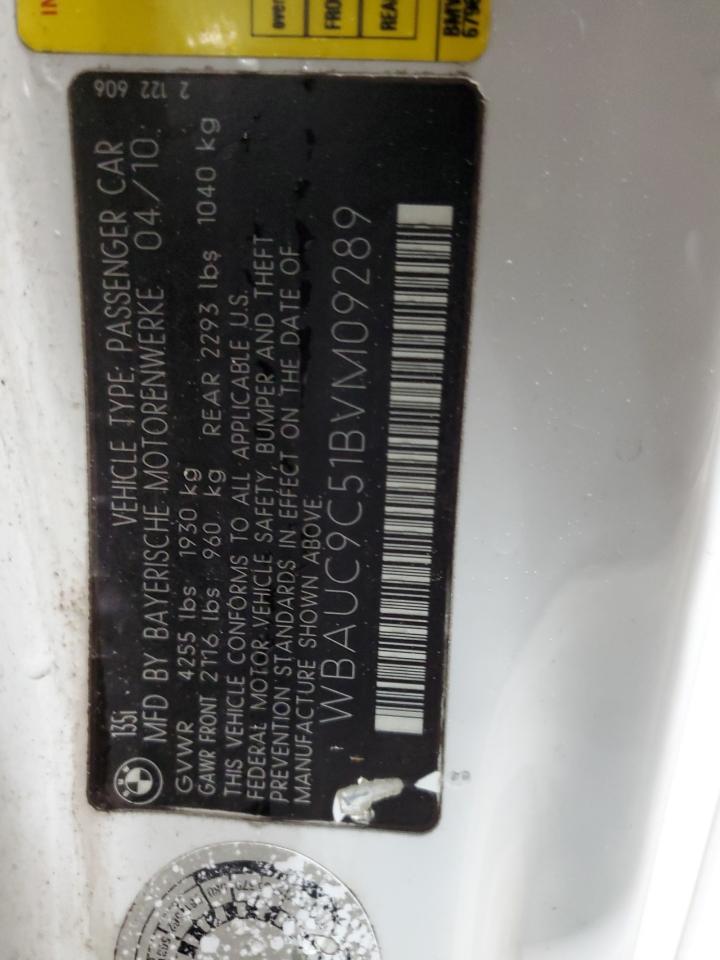 135i VEHICLE TYPE: PASSENGER CAR
MFD BY BAYERISCHE MOTORENWERKE 04/10
GVWR 4255 lbs 1930 kg
GAWR FRONT 2116 lbs 960 kg REAR 2293 lbs 1040 kg
THIS VEHICLE CONFORMS TO ALL APPLICABLE U.S.
FEDERAL MOTOR VEHICLE SAFETY, BUMPER AND THEFT
PREVENTION STANDARDS IN EFFECT ON THE DATE OF
MANUFACTURE SHOWN ABOVE.
WBAUC9C51BVM09289
2 122 606
BMW